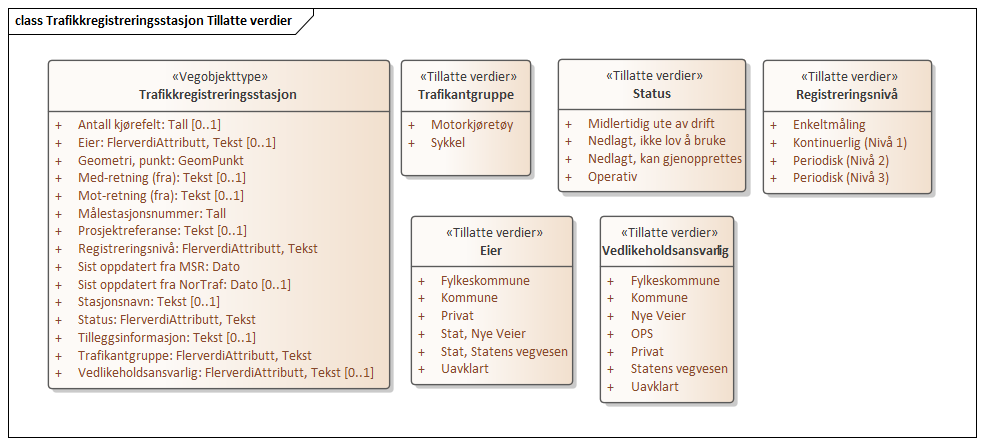 class Trafikkregistreringsstasjon Tillatte verdier
«Vegobjekttype»
Trafikkregistreringsstasjon
+ Antall kjørefelt: Tall [0..1]
+ Eier: FlerverdiAttributt, Tekst [0..1]
+ Geometri, punkt: GeomPunkt
+ Med-retning (fra): Tekst [0..1]
+ Mot-retning (fra): Tekst [0..1]
+ Målestasjonsnummer: Tall
+ Prosjektreferanse: Tekst [0..1]
+ Registreringsnivå: FlerverdiAttributt, Tekst
+ Sist oppdatert fra MSR: Dato
+ Sist oppdatert fra NorTraf: Dato [0..1]
+ Stasjonsnavn: Tekst [0..1]
+ Status: FlerverdiAttributt, Tekst
+ Tilleggsinformasjon: Tekst [0..1]
+ Trafikantgruppe: FlerverdiAttributt, Tekst
+ Vedlikeholdsansvarlig: FlerverdiAttributt, Tekst [0..1]
«Tillatte verdier»
Trafikantgruppe
+ Motorkjøretøy
+ Sykkel
«Tillatte verdier»
Status
+ Midlertidig ute av drift
+ Nedlagt, ikke lov å bruke
+ Nedlagt, kan gjenopprettes
+ Operativ
«Tillatte verdier»
Registreringsnivå
+ Enkeltmåling
+ Kontinuerlig (Nivå 1)
+ Periodisk (Nivå 2)
+ Periodisk (Nivå 3)
«Tillatte verdier»
Eier
+ Fylkeskommune
+ Kommune
+ Privat
+ Stat, Nye Veier
+ Stat, Statens vegvesen
+ Uavklart
«Tillatte verdier»
Vedlikeholdsansvarlig
+ Fylkeskommune
+ Kommune
+ Nye Veier
+ OPS
+ Privat
+ Statens vegvesen
+ Uavklart